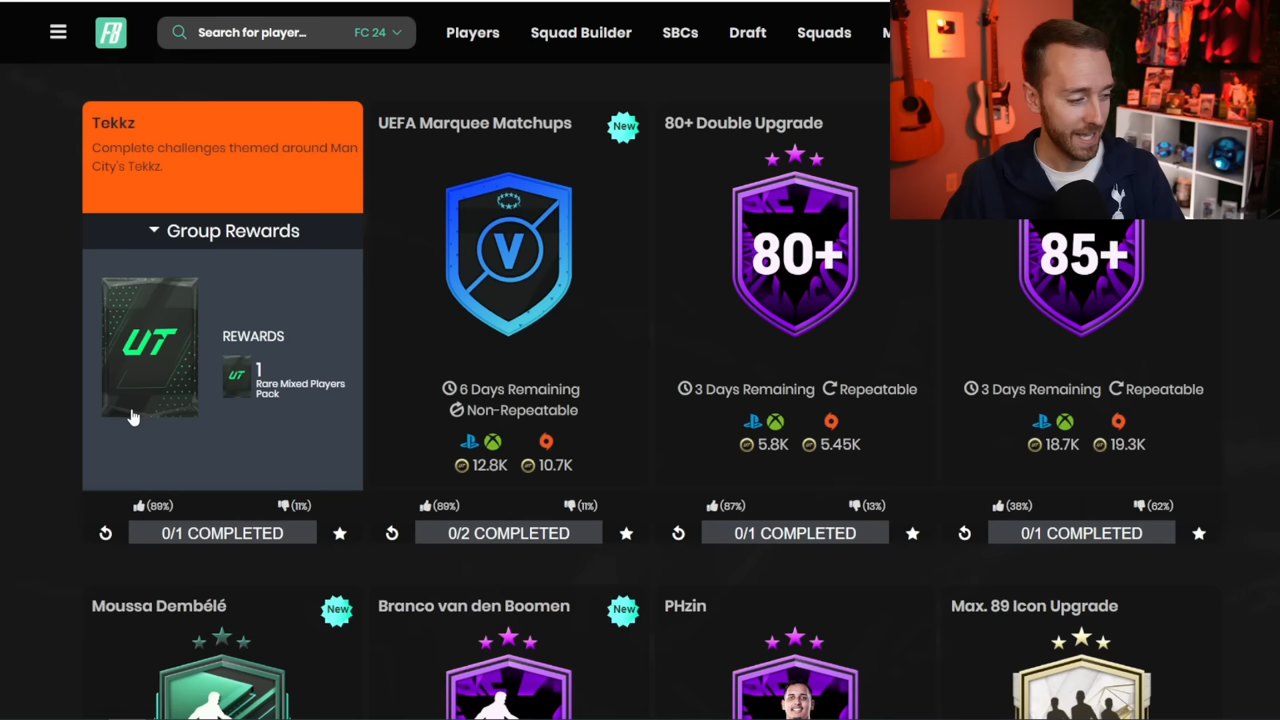 FB
Search for player...
FC 24
Players
Squad Builder
SBCs
Draft
Squads
Tekkz
Complete challenges themed around Man
City's Tekkz.
Group Rewards
UT
REWARDS
UT
1
Rare Mixed Players
Pack
(89%)
(11%)
0/1 COMPLETED
UEFA Marquee Matchups
New
V
6 Days Remaining
Non-Repeatable
12.8K
10.7K
(89%)
(11%)
0/2 COMPLETED
80+ Double Upgrade
80+
3 Days Remaining
Repeatable
5.8K
5.45K
(87%)
(13%)
0/1 COMPLETED
85+
3 Days Remaining
Repeatable
18.7K
19.3K
(38%)
(62%)
0/1 COMPLETED
Moussa Dembélé
New
Branco van den Boomen
New
PHzin
Max. 89 Icon Upgrade